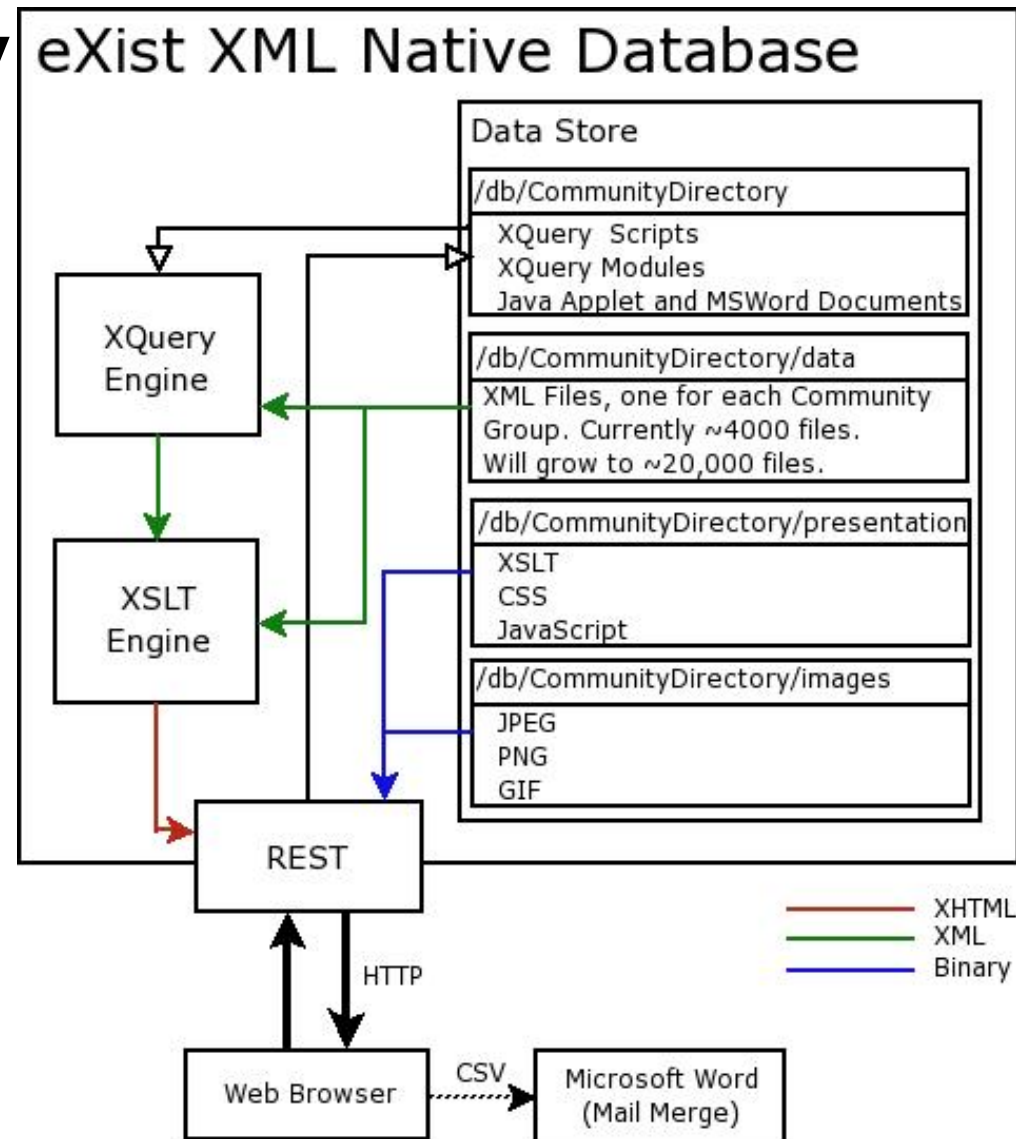 eXist XML Native Database
Data Store
/db/CommunityDirectory
XQuery Scripts
XQuery Modules
Java Applet and MSWord Documents
/db/CommunityDirectory/data
XML Files, one for each Community
Group. Currently ~4000 files.
Will grow to ~20,000 files.
/db/CommunityDirectory/presentation
XSLT
CSS
JavaScript
/db/CommunityDirectory/images
JPEG
PNG
GIF
XQuery
Engine
XSLT
Engine
REST
XHTML
XML
Binary
HTTP
Web Browser
CSV
Microsoft Word
(Mail Merge)